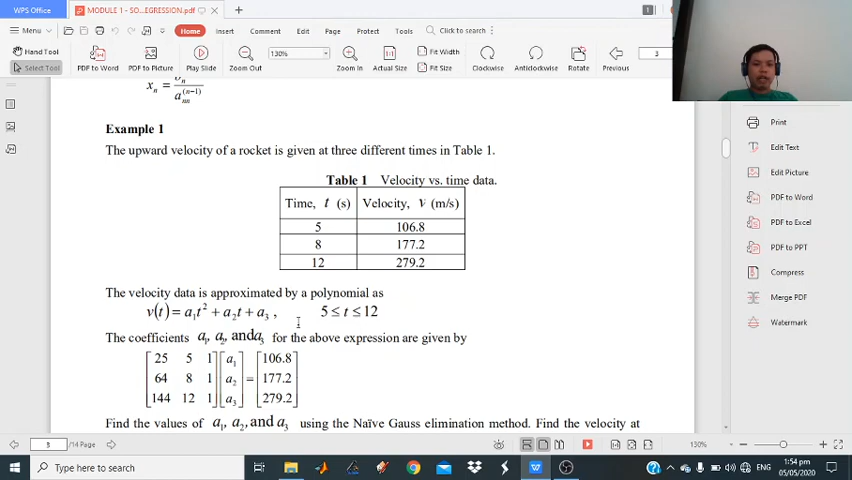 WPS Office
MODULE 1 - SO...EGRESSION.pdf
Menu
Home
Insert
Comment
Edit
Page
Protect
Tools
Click to search
Hand Tool
Select Tool
PDF to Word
PDF to Picture
Play Slide
Zoom Out
130%
Zoom In
Actual Size
Fit Width
Fit Size
Clockwise
Anticlockwise
Rotate
Previous
3
Print
Edit Text
Edit Picture
PDF to Word
PDF to Excel
PDF to PPT
Compress
Merge PDF
Watermark
Example 1
The upward velocity of a rocket is given at three different times in Table 1.
Table 1 Velocity vs. time data.
Time, t (s) Velocity, v (m/s)
5 106.8
8 177.2
12 279.2
The velocity data is approximated by a polynomial as
v(t) = a₁t² + a₂t + a₃ , 5 ≤ t ≤ 12
The coefficients a₁, a₂, and a₃ for the above expression are given by
25 5 1 a₁ 106.8
64 8 1 a₂ = 177.2
144 12 1 a₃ 279.2
Find the values of a₁, a₂, and a₃ using the Naïve Gauss elimination method. Find the velocity at
3 /14 Page
130%
Type here to search
ENG
1:54 pm
05/05/2020